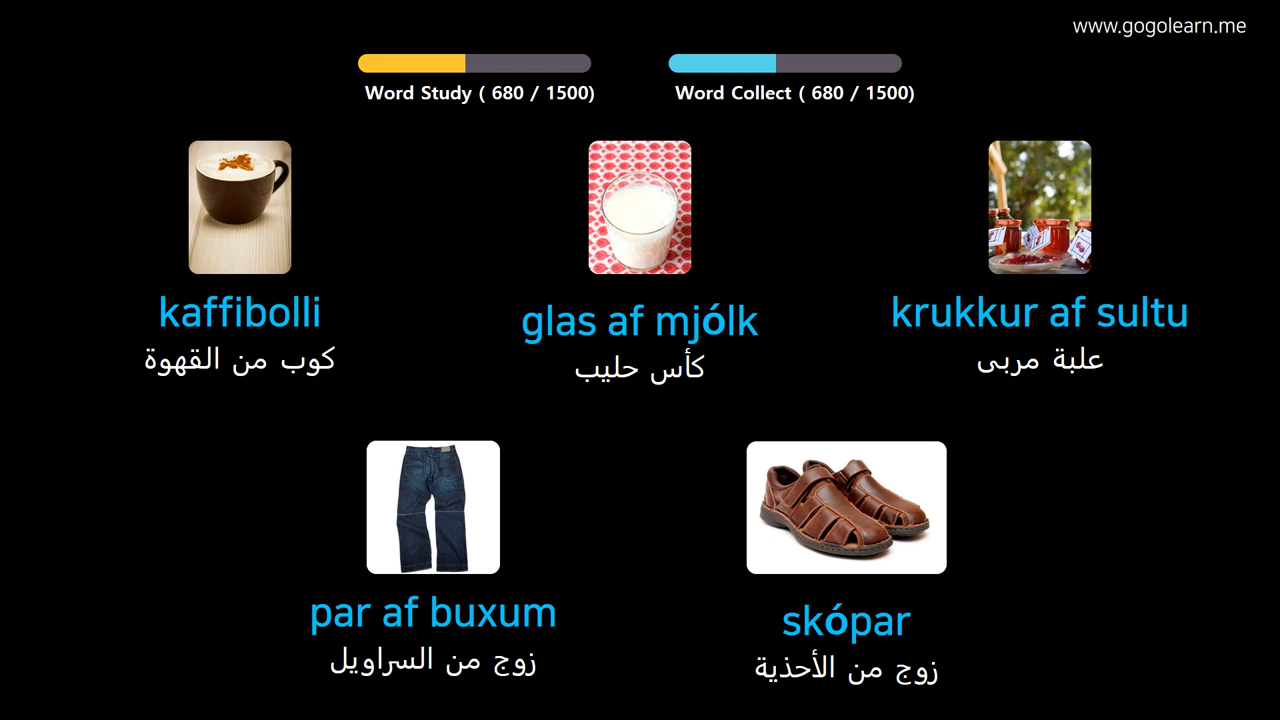 www.gogolearn.me
Word Study ( 680 / 1500)
Word Collect ( 680 / 1500)
kaffibolli
كوب من القهوة
glas af mjólk
كأس حليب
krukkur af sultu
علبة مربى
par af buxum
زوج من السراويل
skópar
زوج من الأحذية